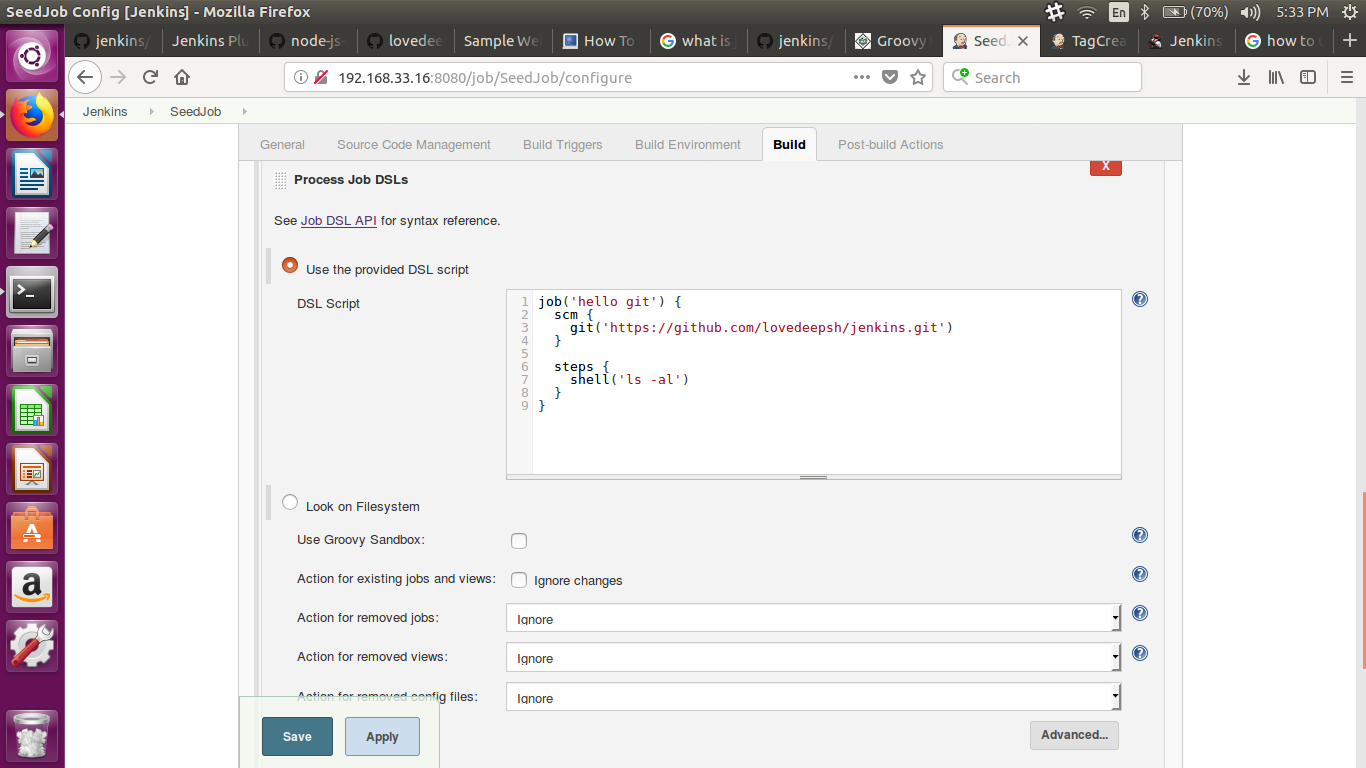 SeedJob Config [Jenkins] - Mozilla Firefox
En (70%) 5:33 PM
jenkins/ Jenkins Plu node-js- lovedee Sample We How To what is jenkins/ Groovy Seed TagCrea Jenkins how to
192.168.33.16:8080/job/SeedJob/configure Search
Jenkins SeedJob
General Source Code Management Build Triggers Build Environment Build Post-build Actions
X
Process Job DSLs
See Job DSL API for syntax reference.
Use the provided DSL script
DSL Script
1 job('hello git') {
2 scm {
3 git('https://github.com/lovedeepsh/jenkins.git')
4 }
5
6 steps {
7 shell('ls -al')
8 }
9 }
Look on Filesystem
Use Groovy Sandbox:
Action for existing jobs and views: Ignore changes
Action for removed jobs: Ignore
Action for removed views: Ignore
Action for removed config files: Ignore
Save Apply Advanced...